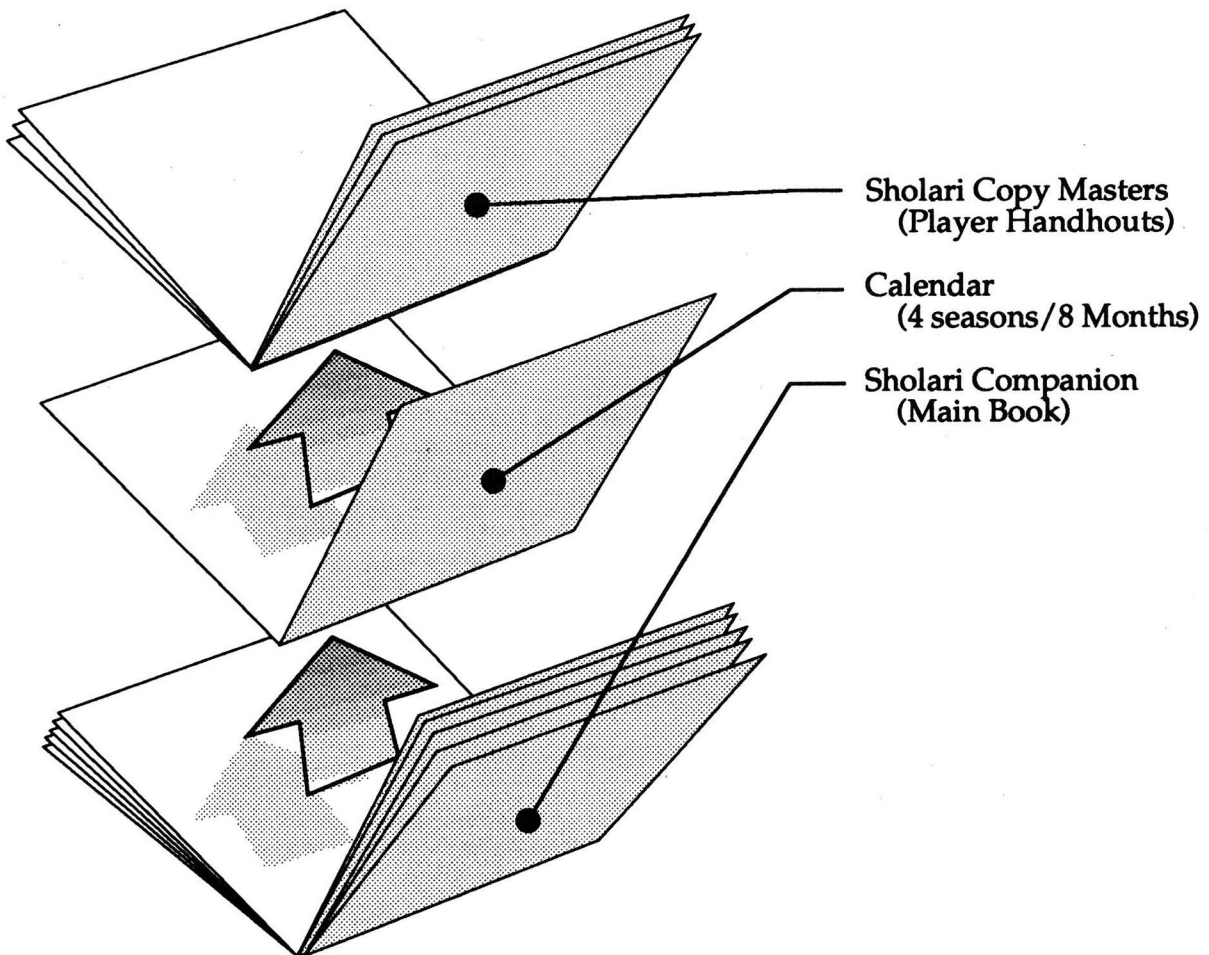 Sholari Copy Masters
(Player Handhouts)
Calendar
(4 seasons/8 Months)
Sholari Companion
(Main Book)